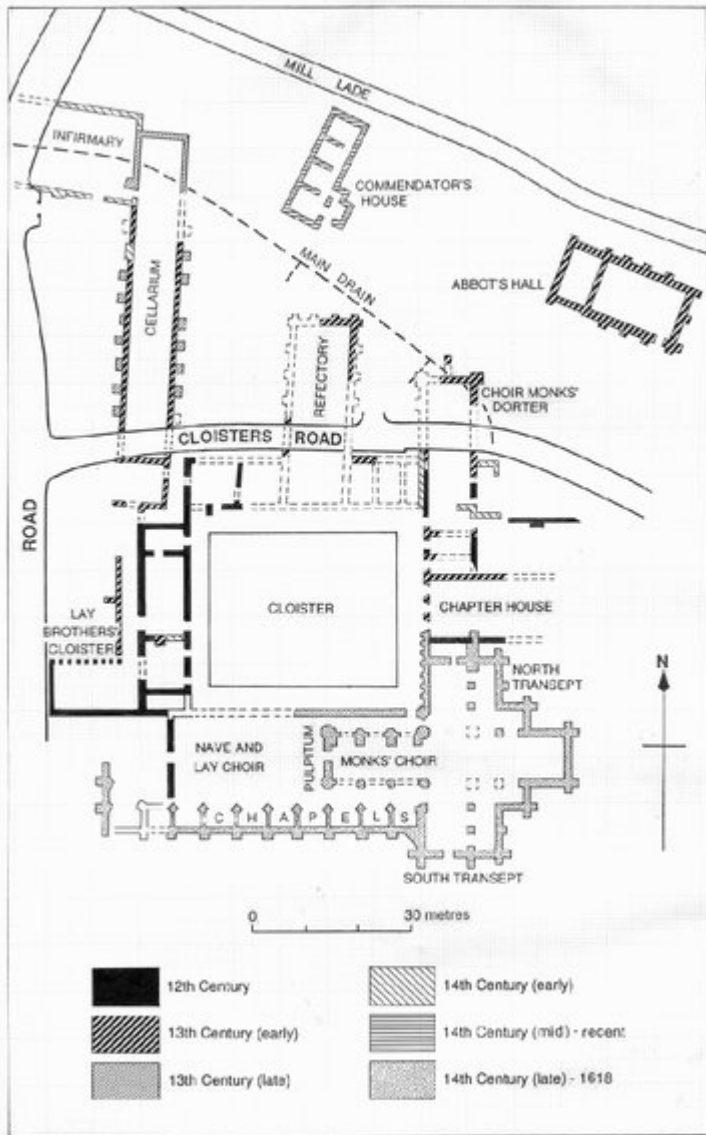 MILL LADE
INFIRMARY
COMMENDATOR'S
HOUSE
MAIN DRAIN
ABBOT'S HALL
CELLARIUM
REFECTORY
CHOIR MONKS'
DORTER
CLOISTERS ROAD
ROAD
CLOISTER
CHAPTER HOUSE
LAY
BROTHERS'
CLOISTER
N
NORTH
TRANSEPT
NAVE AND
LAY CHOIR
PULPITUM
MONKS' CHOIR
CHAPELS
SOUTH TRANSEPT
0 30 metres
12th Century
13th Century (early)
13th Century (late)
14th Century (early)
14th Century (mid) - recent
14th Century (late) - 1618